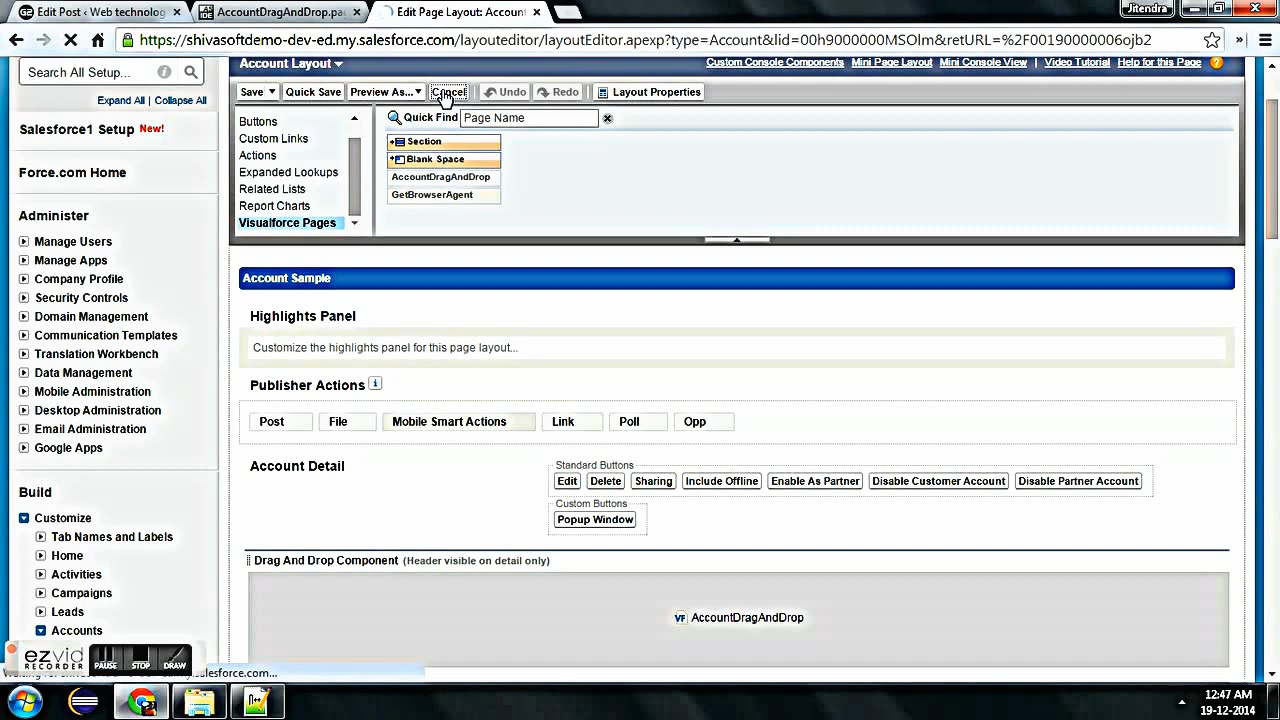 Edit Post ‹ Web technolog
AccountDragAndDrop.page
Edit Page Layout: Accoun
Jitendra
https://shivasoftdemo-dev-ed.my.salesforce.com/layouteditor/layoutEditor.apexp?type=Account&lid=00h9000000MSOlm&retURL=%2F00190000006ojb2
Search All Setup...
Expand All | Collapse All
Salesforce1 Setup New!
Force.com Home
Administer
Manage Users
Manage Apps
Company Profile
Security Controls
Domain Management
Communication Templates
Translation Workbench
Data Management
Mobile Administration
Desktop Administration
Email Administration
Google Apps
Build
Customize
Tab Names and Labels
Home
Activities
Campaigns
Leads
Accounts
Account Layout
Custom Console Components | Mini Page Layout | Mini Console View | Video Tutorial | Help for this Page
Save Quick Save Preview As... Cancel Undo Redo Layout Properties
Buttons
Custom Links
Actions
Expanded Lookups
Related Lists
Report Charts
Visualforce Pages
Quick Find Page Name
Section
Blank Space
AccountDragAndDrop
GetBrowserAgent
Account Sample
Highlights Panel
Customize the highlights panel for this page layout...
Publisher Actions
Post File Mobile Smart Actions Link Poll Opp
Account Detail
Standard Buttons
Edit Delete Sharing Include Offline Enable As Partner Disable Customer Account Disable Partner Account
Custom Buttons
Popup Window
Drag And Drop Component (Header visible on detail only)
VF AccountDragAndDrop
ezvid
RECORDER
PAUSE STOP DRAW
12:47 AM
19-12-2014